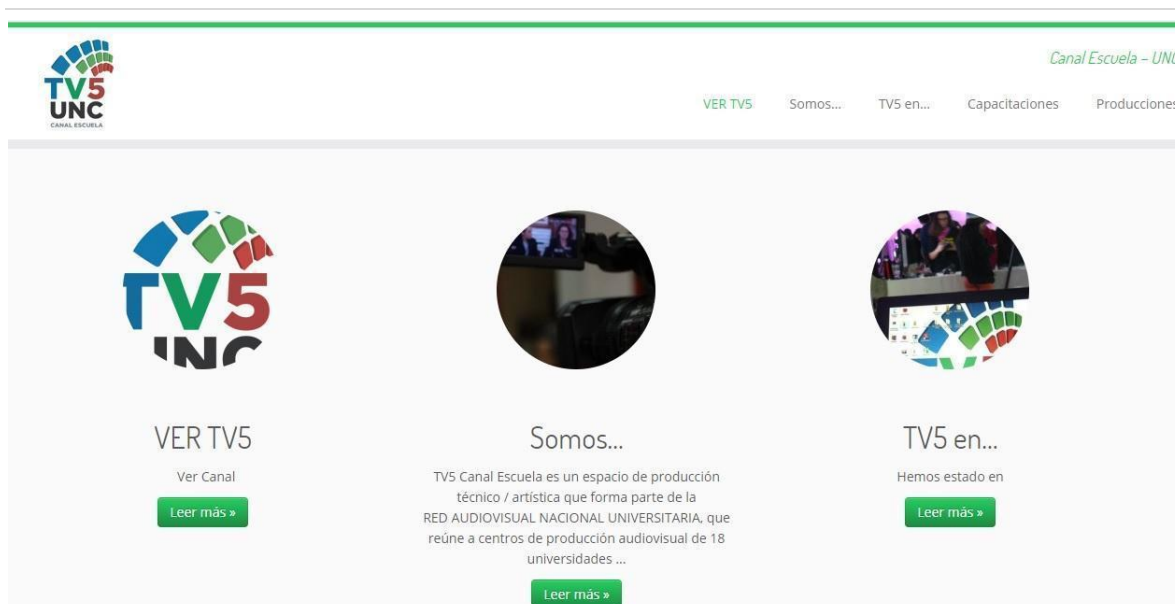 TV5
UNC
CANAL ESCUELA
Canal Escuela – UNC
VER TV5 Somos... TV5 en... Capacitaciones Producciones
TV5
UNC
VER TV5
Ver Canal
Leer más »
Somos...
TV5 Canal Escuela es un espacio de producción
técnico / artística que forma parte de la
RED AUDIOVISUAL NACIONAL UNIVERSITARIA, que
reúne a centros de producción audiovisual de 18
universidades ...
Leer más »
TV5 en...
Hemos estado en
Leer más »